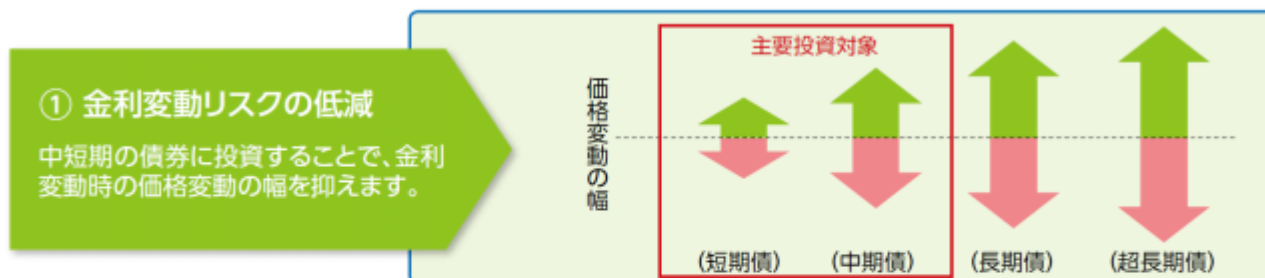 ① 金利変動リスクの低減
中短期の債券に投資することで、金利
変動時の価格変動の幅を抑えます。
主要投資対象
価格変動の幅
(短期債)
(中期債)
(長期債)
(超長期債)